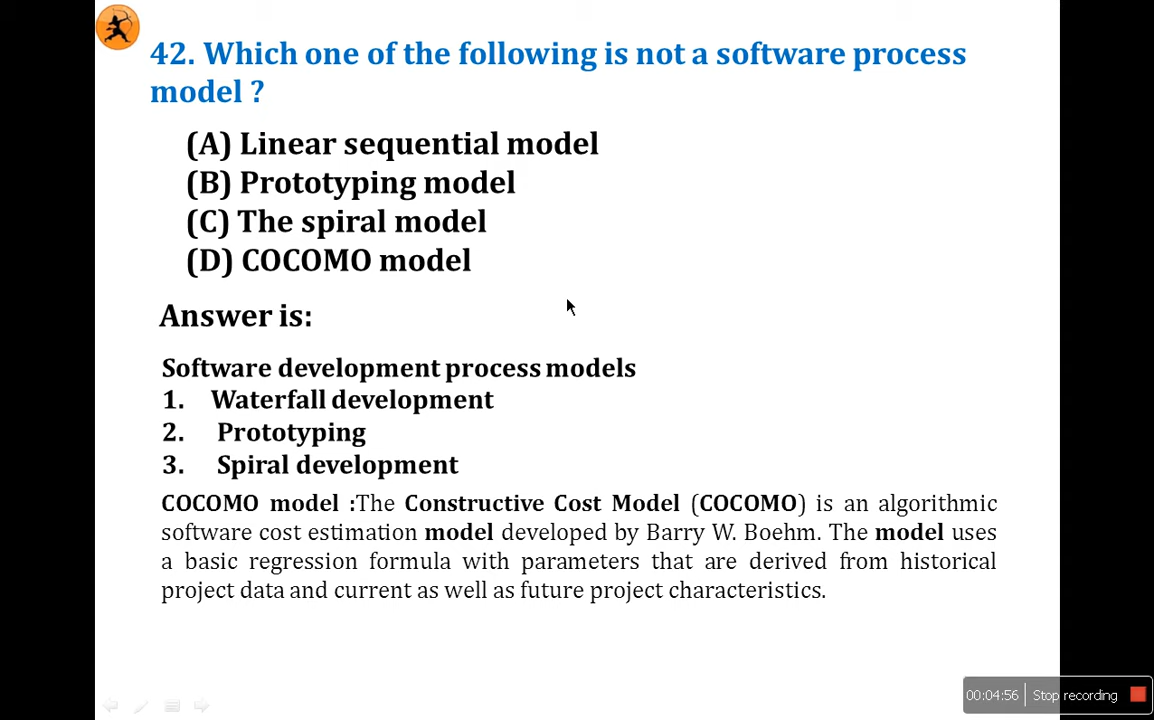 42. Which one of the following is not a software process
model ?
(A) Linear sequential model
(B) Prototyping model
(C) The spiral model
(D) COCOMO model
Answer is:
Software development process models
1. Waterfall development
2. Prototyping
3. Spiral development
COCOMO model :The Constructive Cost Model (COCOMO) is an algorithmic
software cost estimation model developed by Barry W. Boehm. The model uses
a basic regression formula with parameters that are derived from historical
project data and current as well as future project characteristics.
00:04:56 Stop recording